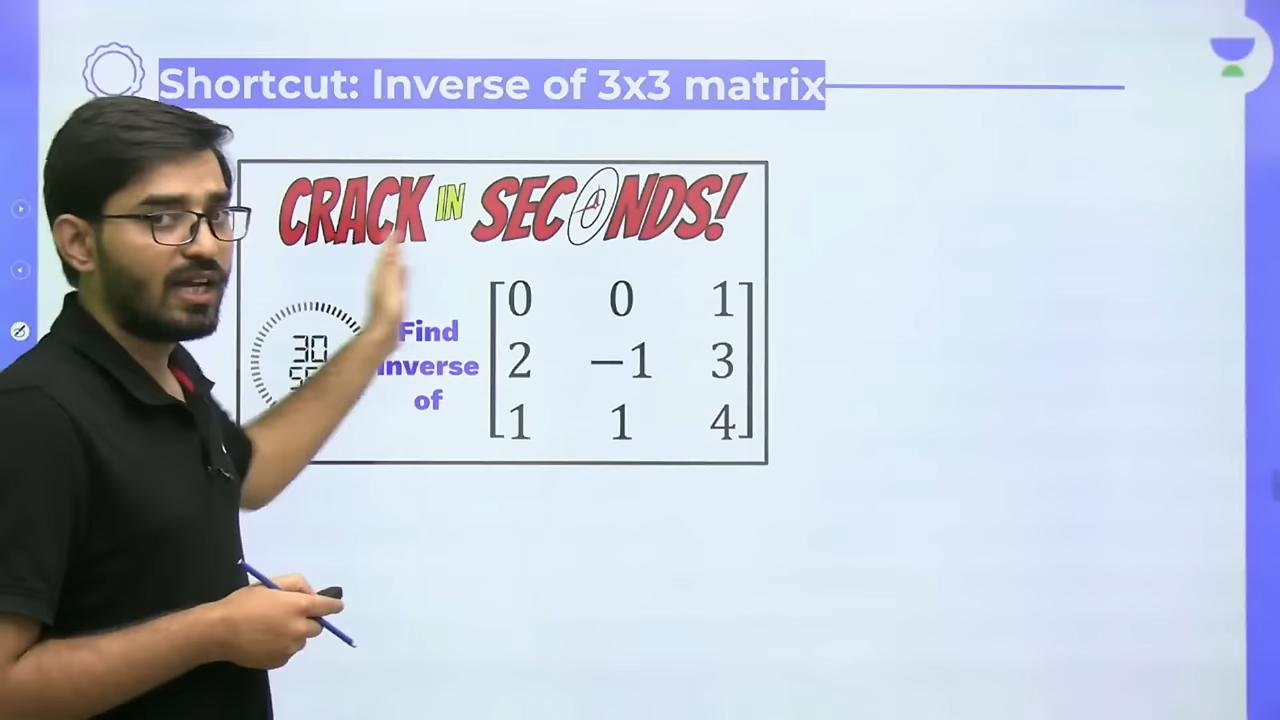 Shortcut: Inverse of 3x3 matrix
CRACK IN SECONDS!
30
Find
inverse
of
0 0 1
2 −1 3
1 1 4